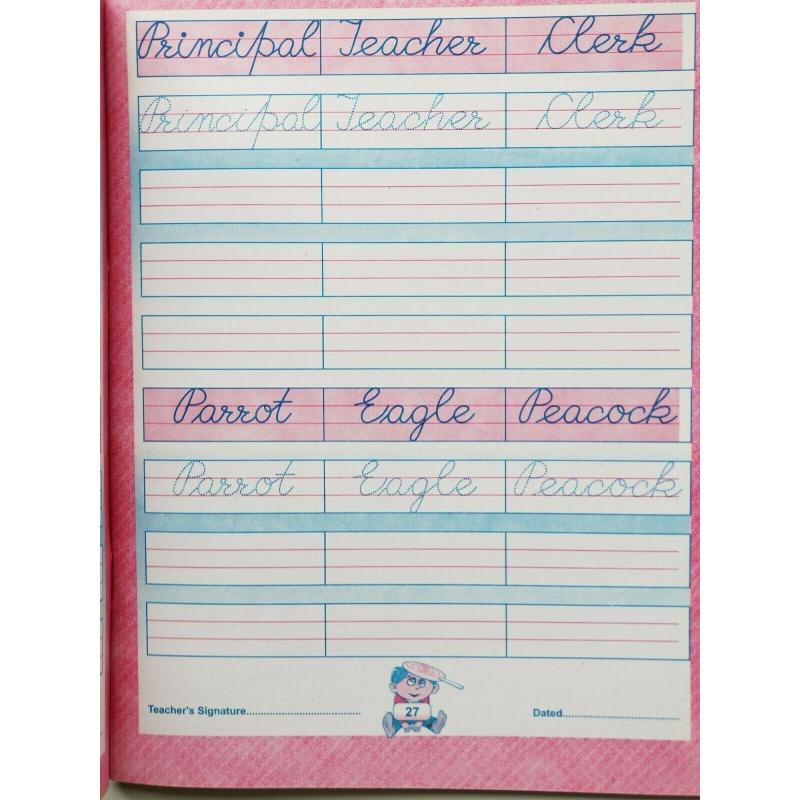 Principal Teacher Clerk
Principal Teacher Clerk
Parrot Eagle Peacock
Parrot Eagle Peacock
27
Teacher's Signature....................................... Dated.......................................